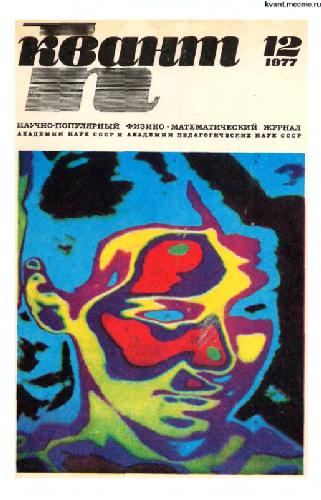 kvant.mccme.ru
квант 12
1977
НАУЧНО-ПОПУЛЯРНЫЙ ФИЗИКО-МАТЕМАТИЧЕСКИЙ ЖУРНАЛ
АКАДЕМИИ НАУК СССР И АКАДЕМИИ ПЕДАГОГИЧЕСКИХ НАУК СССР